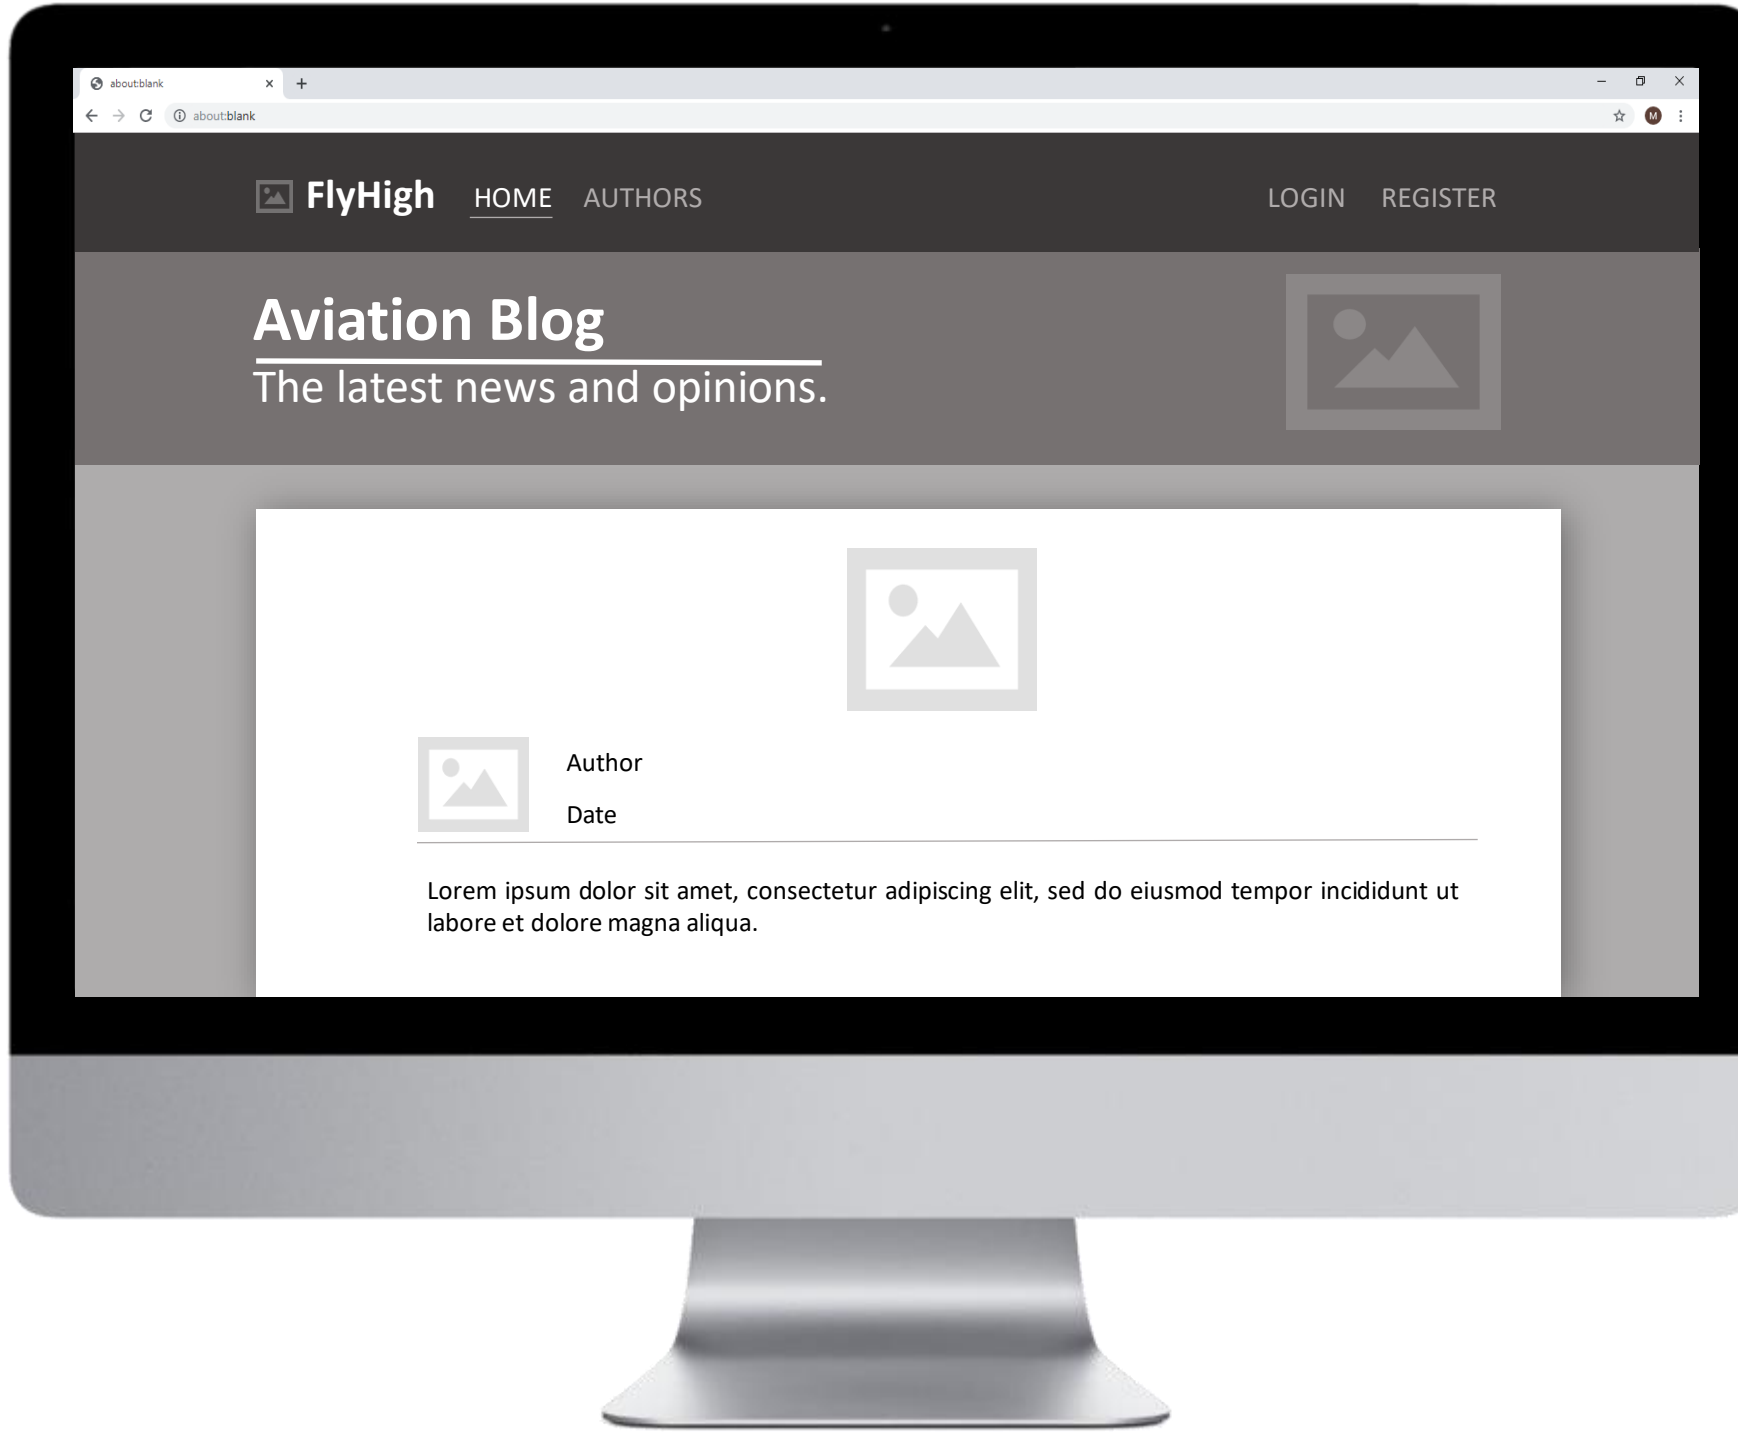 about:blank
about:blank
M
FlyHigh HOME AUTHORS LOGIN REGISTER
Aviation Blog
The latest news and opinions.
Author
Date
Lorem ipsum dolor sit amet, consectetur adipiscing elit, sed do eiusmod tempor incididunt ut
labore et dolore magna aliqua.